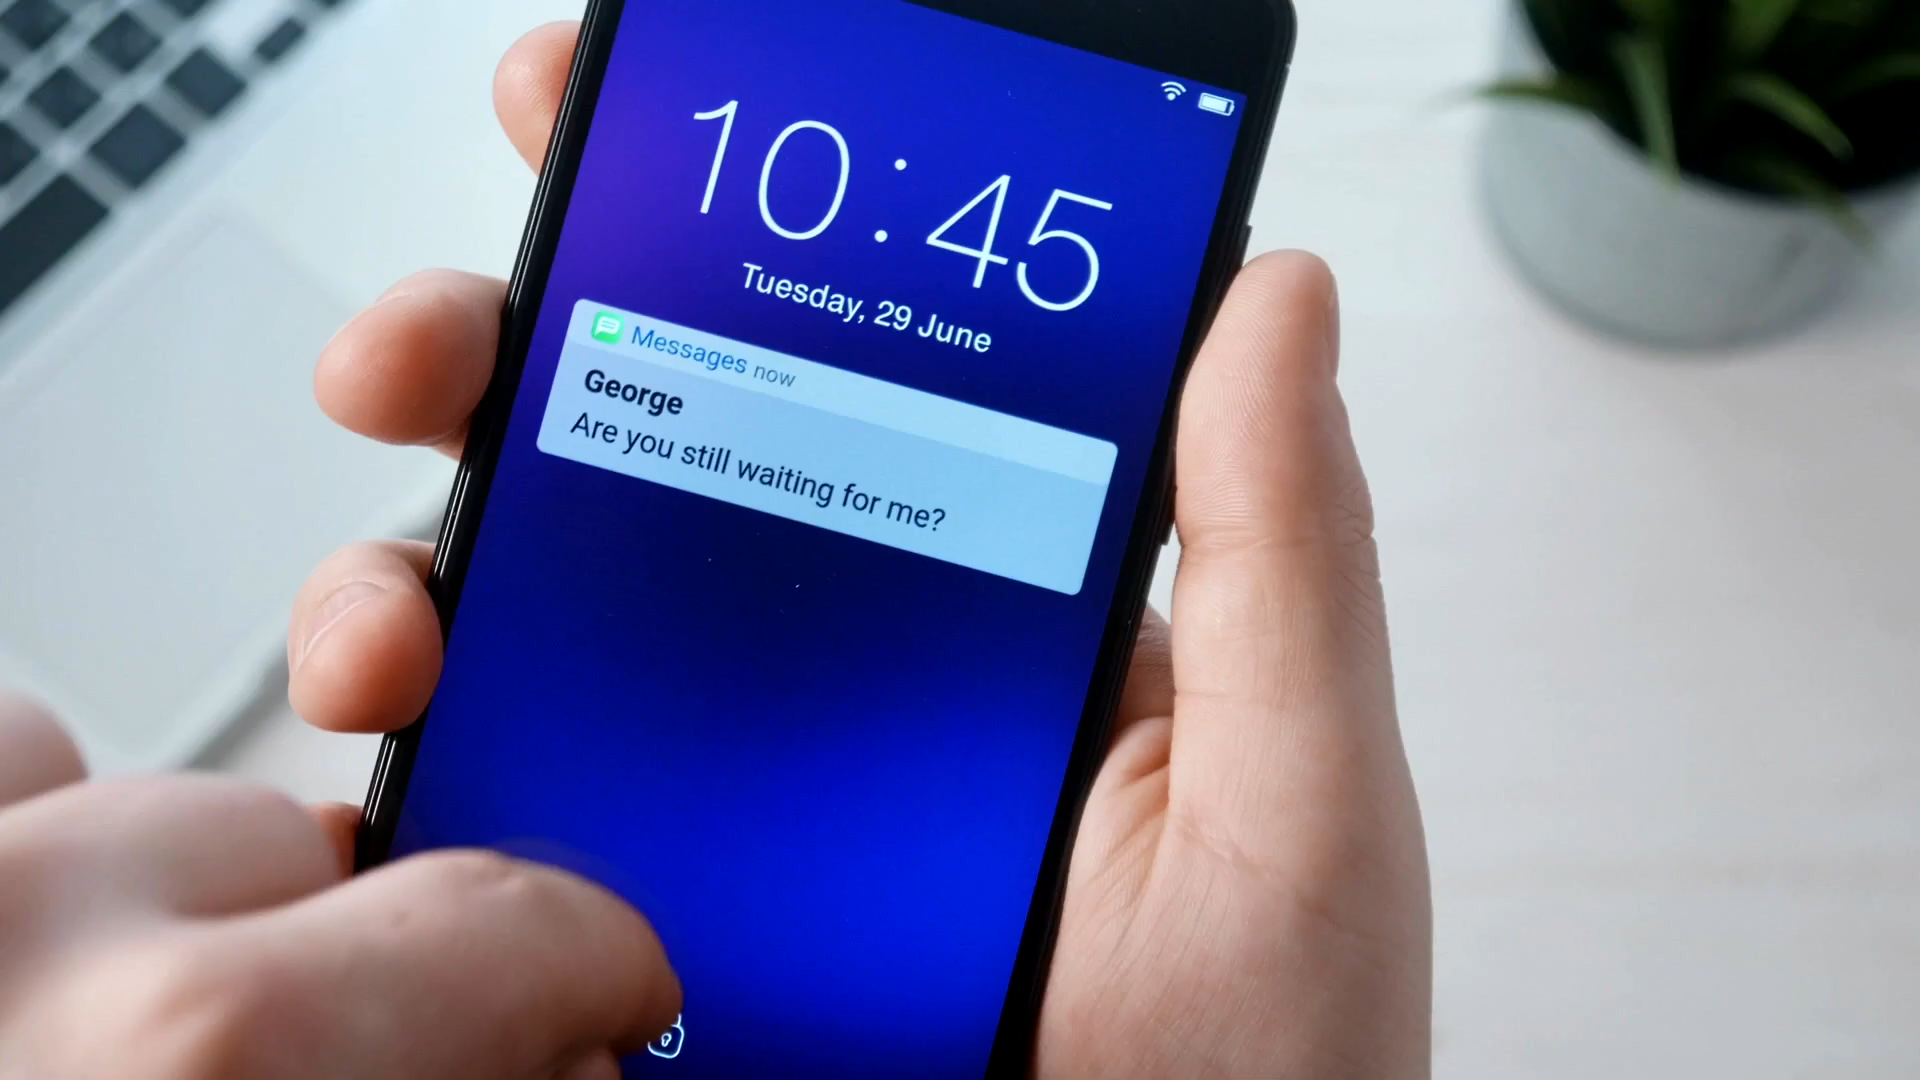 10:45
Tuesday, 29 June
Messages now
George
Are you still waiting for me?